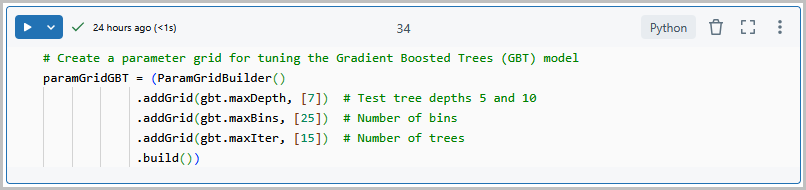 24 hours ago (<1s)
34
Python
# Create a parameter grid for tuning the Gradient Boosted Trees (GBT) model
paramGridGBT = (ParamGridBuilder()
.addGrid(gbt.maxDepth, [7])  # Test tree depths 5 and 10
.addGrid(gbt.maxBins, [25])  # Number of bins
.addGrid(gbt.maxIter, [15])  # Number of trees
.build())